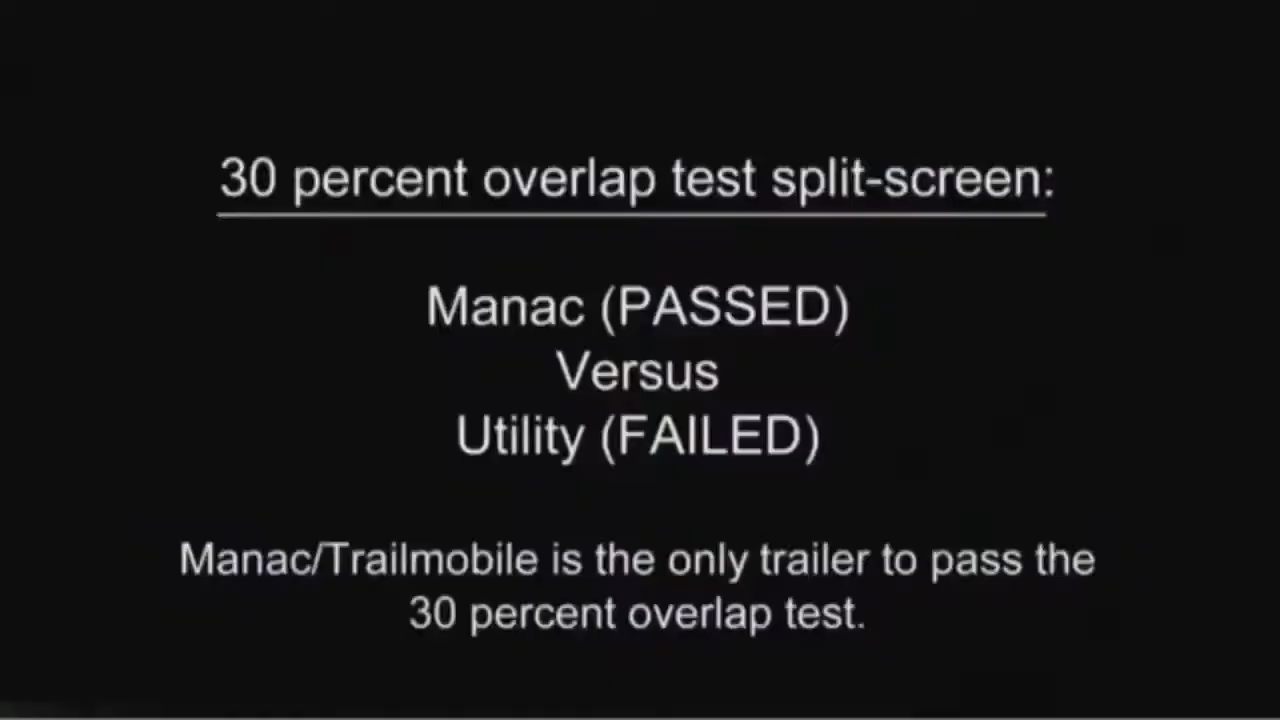 30 percent overlap test split-screen:
Manac (PASSED)
Versus
Utility (FAILED)
Manac/Trailmobile is the only trailer to pass the
30 percent overlap test.